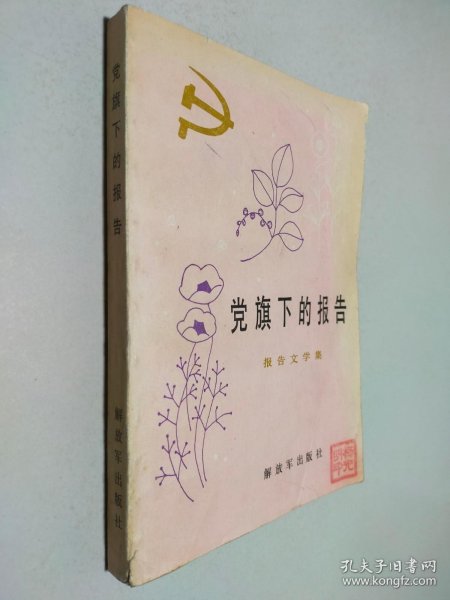 党旗下的报告
解放军出版社
党旗下的报告
报告文学集
解放军出版社
孔夫子旧书网
www.kongfz.com